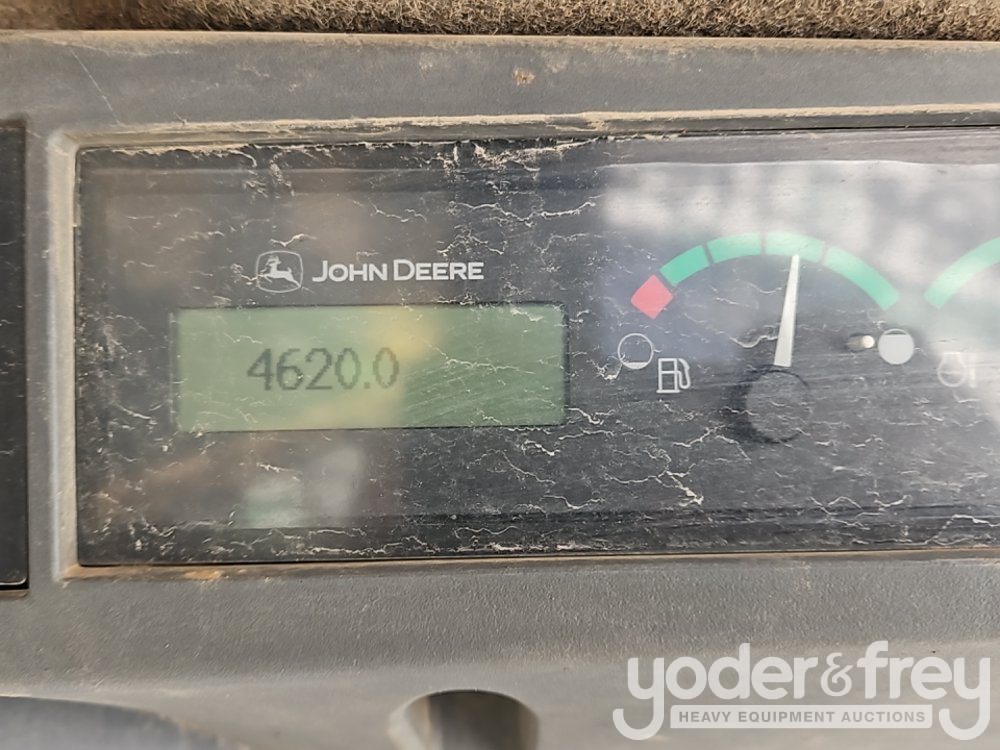 JOHN DEERE
4620.0
yoder & frey
HEAVY EQUIPMENT AUCTIONS